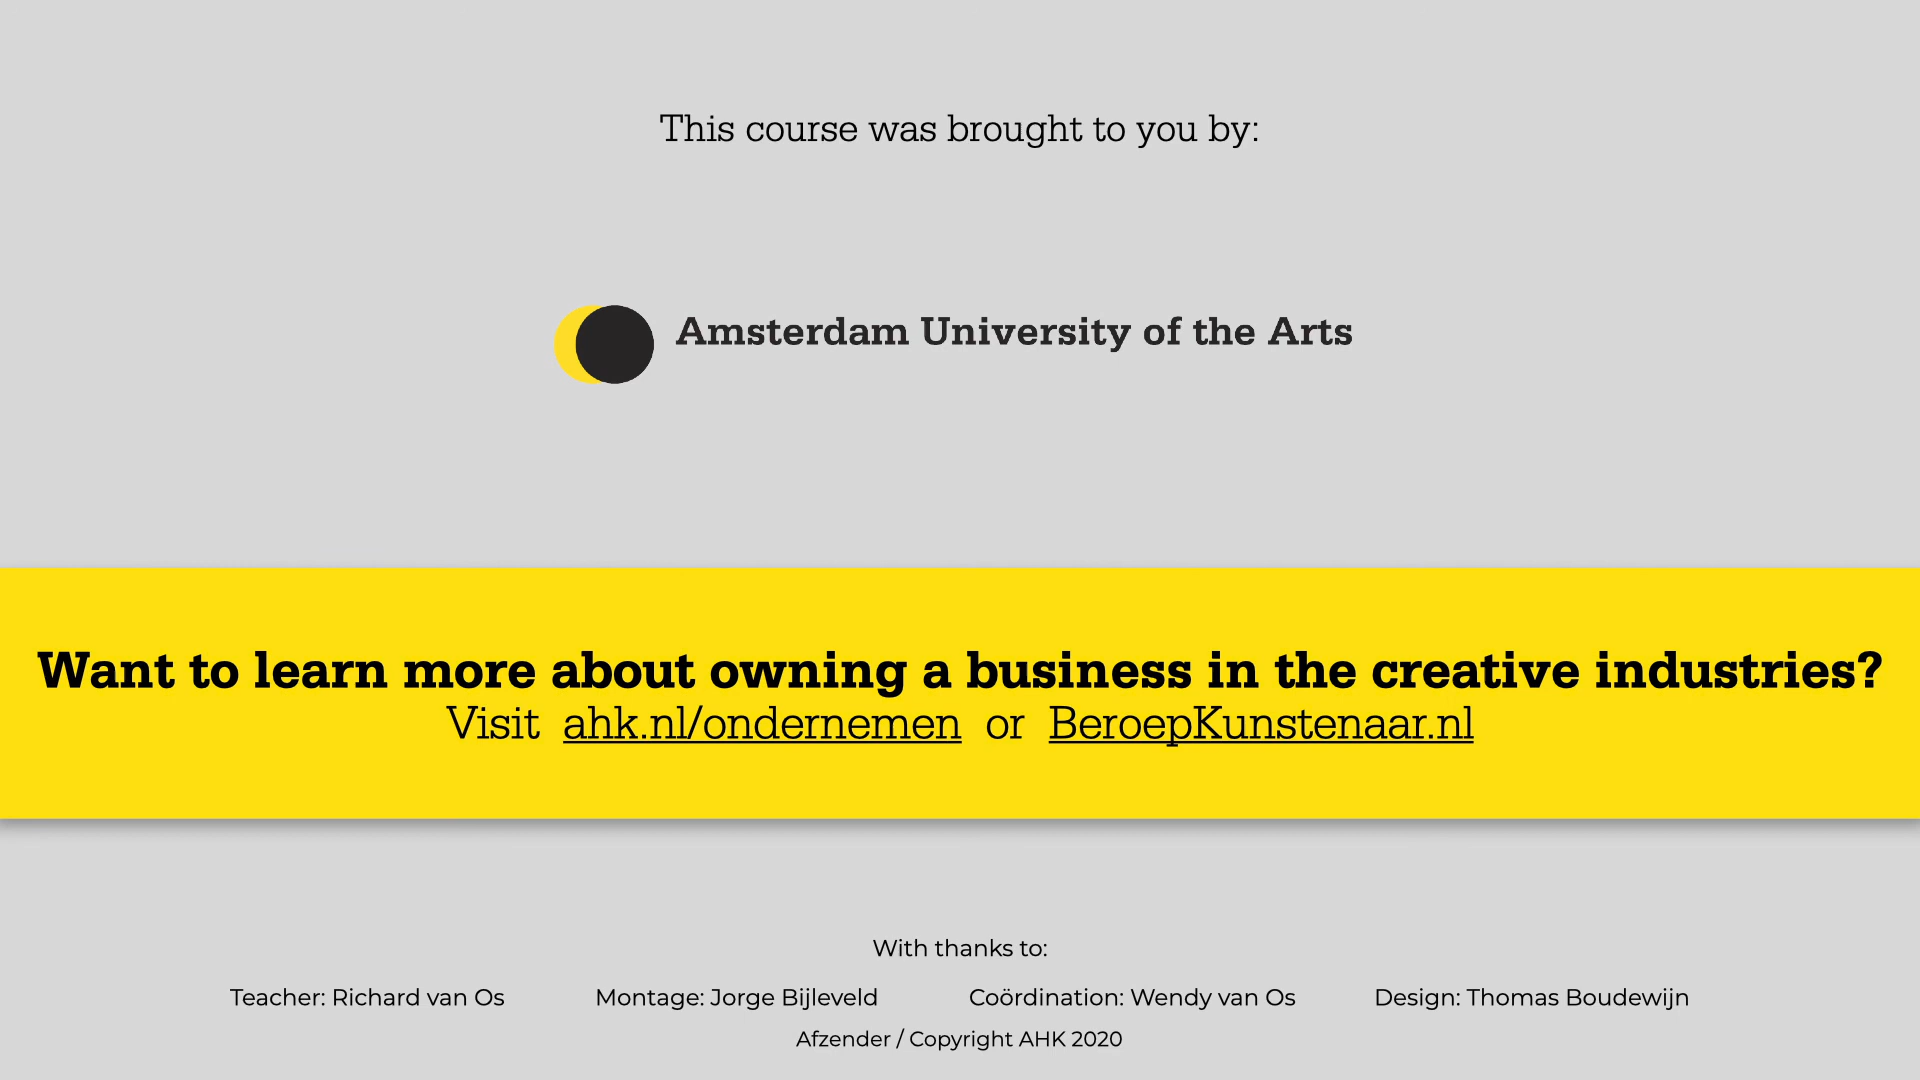 This course was brought to you by:
Amsterdam University of the Arts
Want to learn more about owning a business in the creative industries?
Visit ahk.nl/ondernemen or BeroepKunstenaar.nl
With thanks to:
Teacher: Richard van Os Montage: Jorge Bijleveld Coördination: Wendy van Os Design: Thomas Boudewijn
Afzender / Copyright AHK 2020